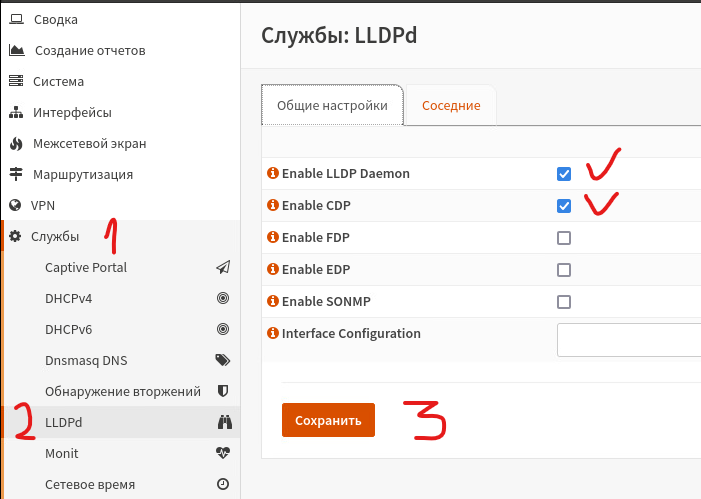 Сводка
Создание отчетов
Система
Интерфейсы
Межсетевой экран
Маршрутизация
VPN
Службы 1
Captive Portal
DHCPv4
DHCPv6
Dnsmasq DNS
Обнаружение вторжений
2 LLDPd
Monit
Сетевое время
Службы: LLDPd
Общие настройки Соседние
Enable LLDP Daemon
Enable CDP
Enable FDP
Enable EDP
Enable SONMP
Interface Configuration
Сохранить 3